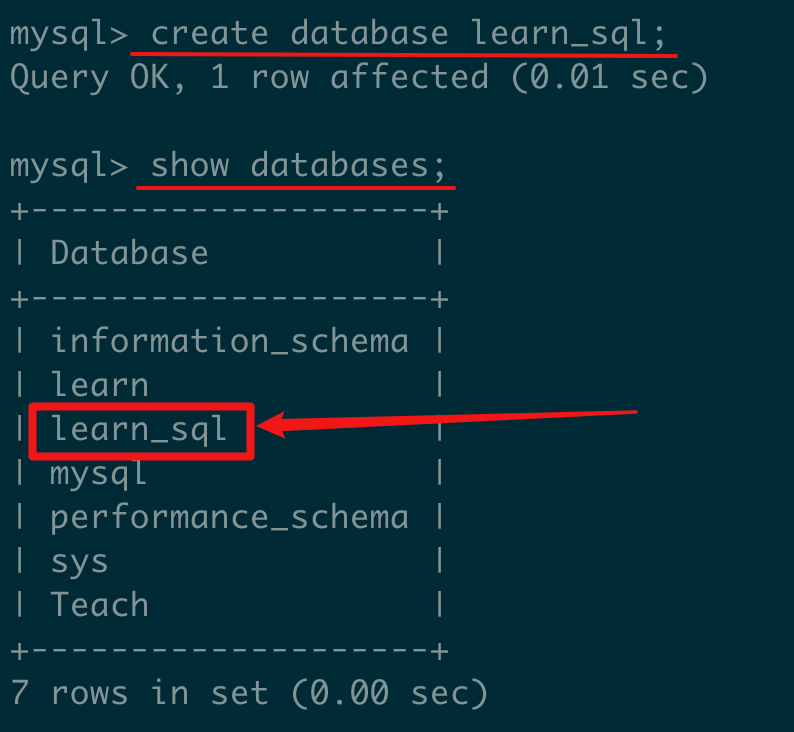 mysql> create database learn_sql;
Query OK, 1 row affected (0.01 sec)
mysql> show databases;
+--------------------+
| Database           |
+--------------------+
| information_schema |
| learn              |
| learn_sql          |
| mysql              |
| performance_schema |
| sys                |
| Teach              |
+--------------------+
7 rows in set (0.00 sec)